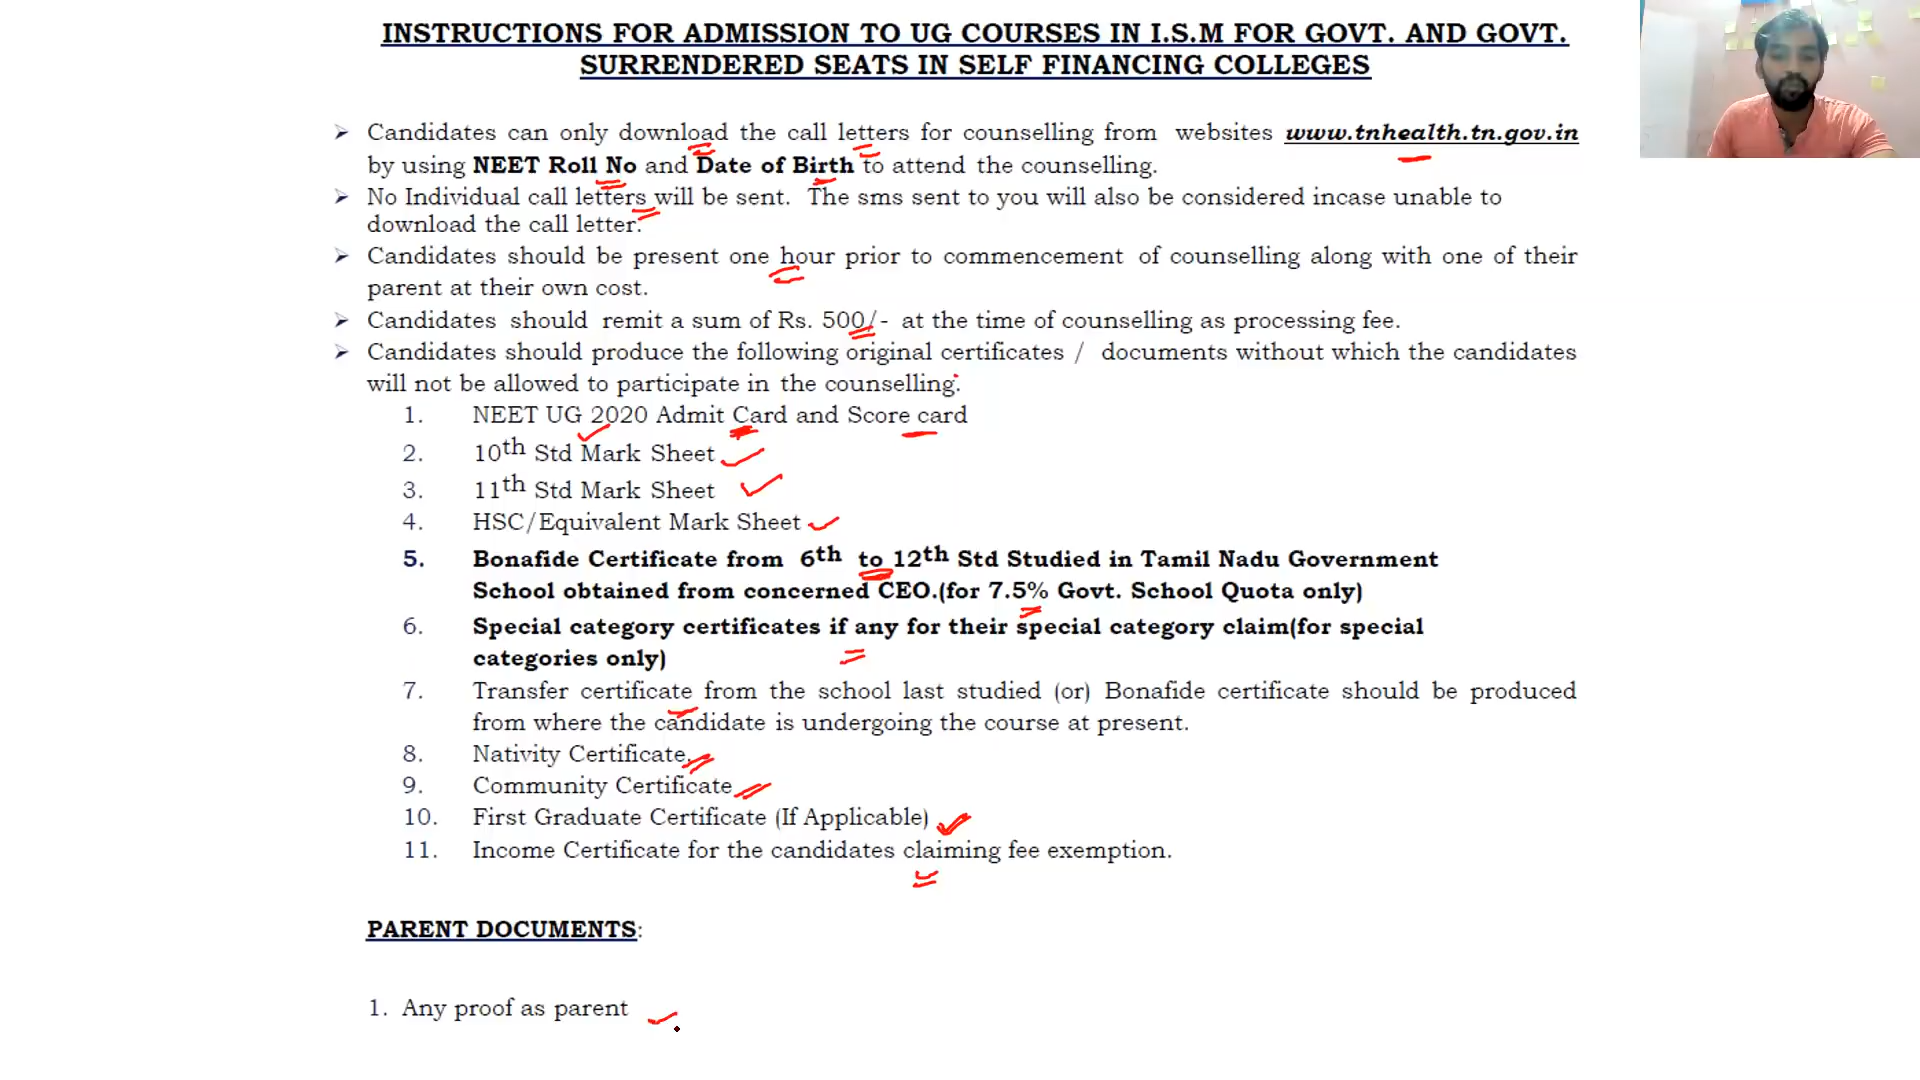 INSTRUCTIONS FOR ADMISSION TO UG COURSES IN I.S.M FOR GOVT. AND GOVT.
SURRENDERED SEATS IN SELF FINANCING COLLEGES
➢ Candidates can only download the call letters for counselling from websites www.tnhealth.tn.gov.in
by using NEET Roll No and Date of Birth to attend the counselling.
➢ No Individual call letters will be sent. The sms sent to you will also be considered incase unable to
download the call letter.
➢ Candidates should be present one hour prior to commencement of counselling along with one of their
parent at their own cost.
➢ Candidates should remit a sum of Rs. 500/- at the time of counselling as processing fee.
➢ Candidates should produce the following original certificates / documents without which the candidates
will not be allowed to participate in the counselling.
1. NEET UG 2020 Admit Card and Score card
2. 10th Std Mark Sheet
3. 11th Std Mark Sheet
4. HSC/Equivalent Mark Sheet
5. Bonafide Certificate from 6th to 12th Std Studied in Tamil Nadu Government
School obtained from concerned CEO.(for 7.5% Govt. School Quota only)
6. Special category certificates if any for their special category claim(for special
categories only)
7. Transfer certificate from the school last studied (or) Bonafide certificate should be produced
from where the candidate is undergoing the course at present.
8. Nativity Certificate.
9. Community Certificate
10. First Graduate Certificate (If Applicable)
11. Income Certificate for the candidates claiming fee exemption.
PARENT DOCUMENTS:
1. Any proof as parent